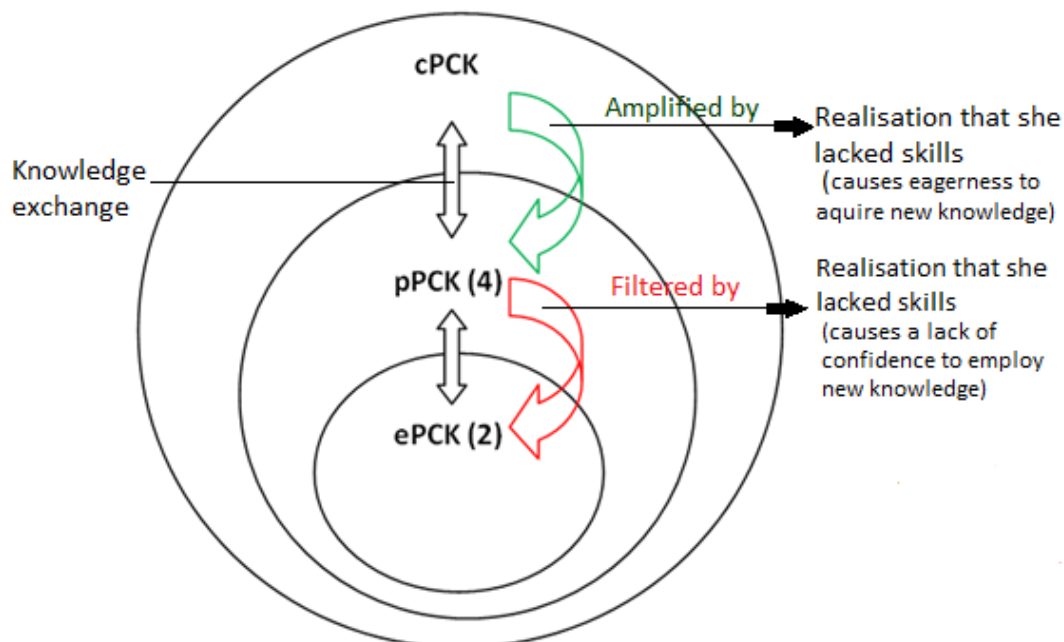 cPCK
Amplified by
Realisation that she
lacked skills
(causes eagerness to
aquire new knowledge)
Knowledge
exchange
pPCK (4)
Filtered by
Realisation that she
lacked skills
(causes a lack of
confidence to employ
new knowledge)
ePCK (2)